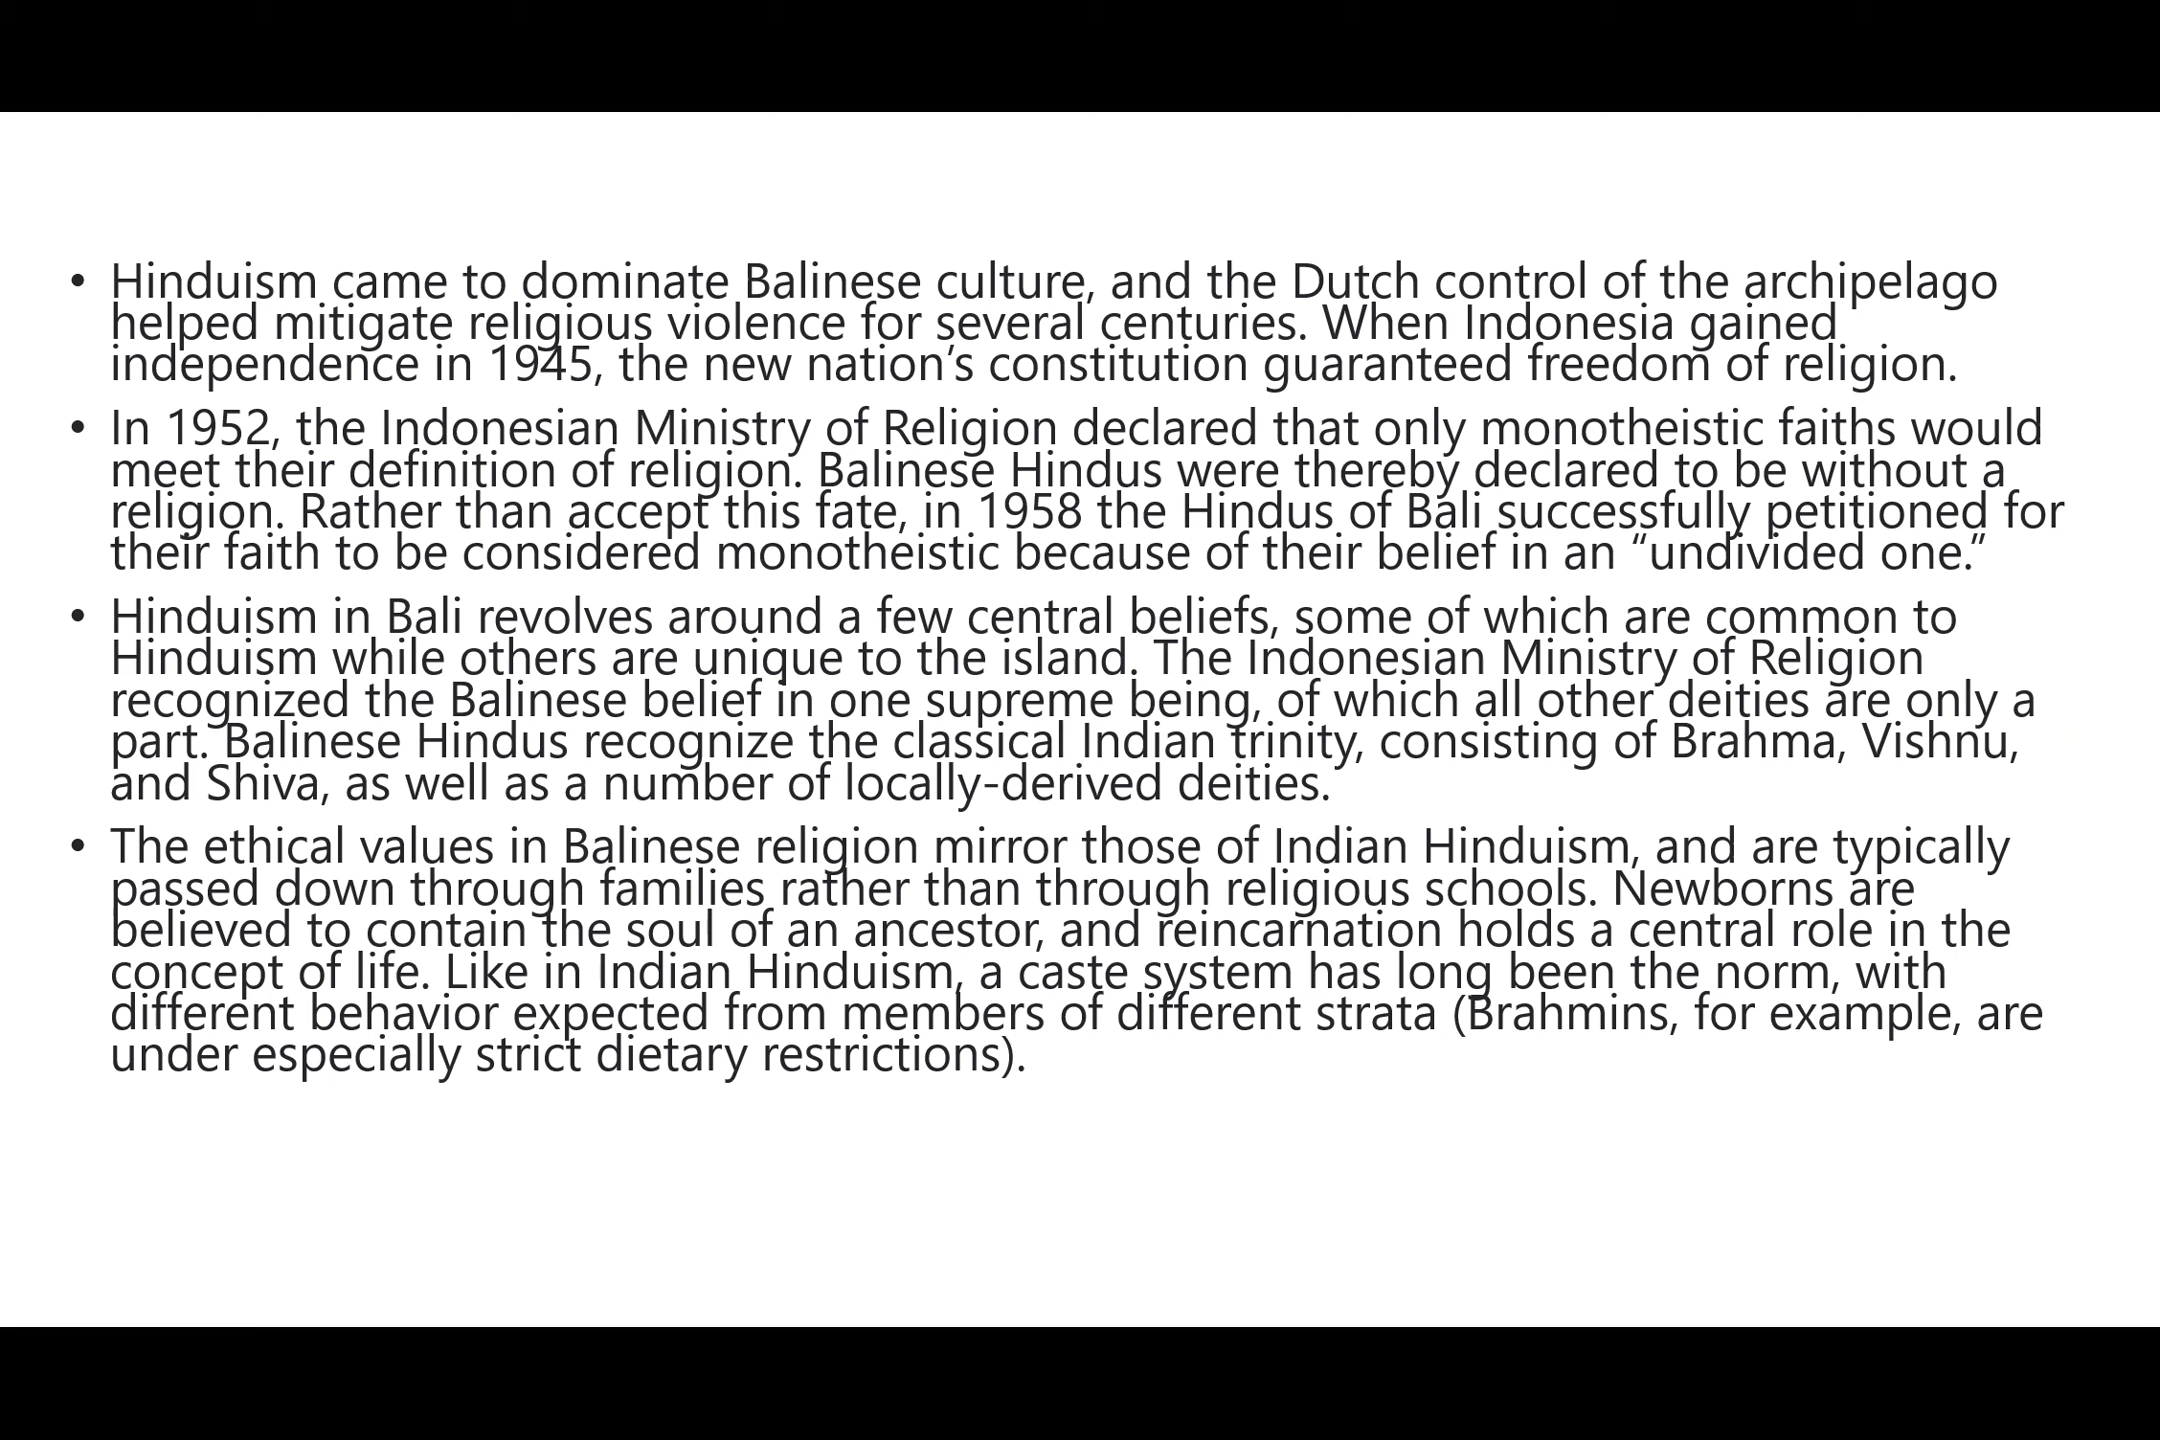 • Hinduism came to dominate Balinese culture, and the Dutch control of the archipelago
helped mitigate religious violence for several centuries. When Indonesia gained
independence in 1945, the new nation’s constitution guaranteed freedom of religion.
• In 1952, the Indonesian Ministry of Religion declared that only monotheistic faiths would
meet their definition of religion. Balinese Hindus were thereby declared to be without a
religion. Rather than accept this fate, in 1958 the Hindus of Bali successfully petitioned for
their faith to be considered monotheistic because of their belief in an “undivided one.”
• Hinduism in Bali revolves around a few central beliefs, some of which are common to
Hinduism while others are unique to the island. The Indonesian Ministry of Religion
recognized the Balinese belief in one supreme being, of which all other deities are only a
part. Balinese Hindus recognize the classical Indian trinity, consisting of Brahma, Vishnu,
and Shiva, as well as a number of locally-derived deities.
• The ethical values in Balinese religion mirror those of Indian Hinduism, and are typically
passed down through families rather than through religious schools. Newborns are
believed to contain the soul of an ancestor, and reincarnation holds a central role in the
concept of life. Like in Indian Hinduism, a caste system has long been the norm, with
different behavior expected from members of different strata (Brahmins, for example, are
under especially strict dietary restrictions).